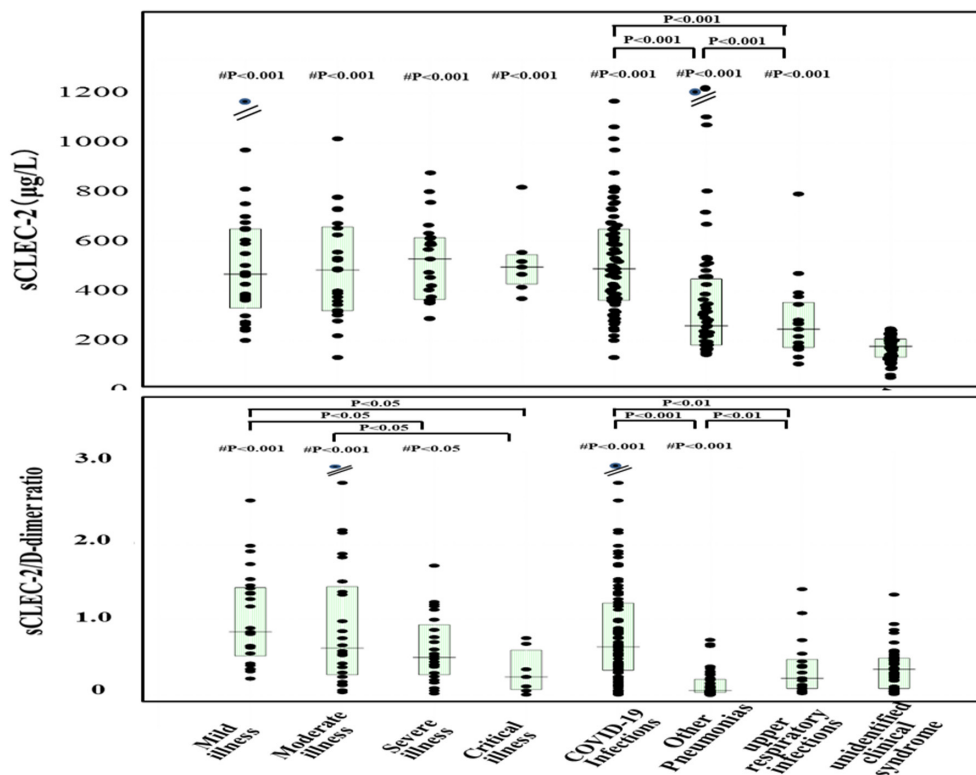 P<0.001
P<0.001 P<0.001
#P<0.001 #P<0.001 #P<0.001 #P<0.001 #P<0.001 #P<0.001 #P<0.001
1200
1000
800
600
400
200
0
sCLEC-2 (μg/L)
P<0.05 P<0.01
P<0.05 P<0.001 P<0.01
P<0.05
#P<0.001 #P<0.001 #P<0.05 #P<0.001 #P<0.001
3.0
2.0
1.0
0
sCLEC-2/D-dimer ratio
Mild
illness
Moderate
illness
Severe
illness
Critical
illness
COVID-19
Infections
Other
Pneumonias
upper
respiratory
infections
unidentified
clinical
syndrome